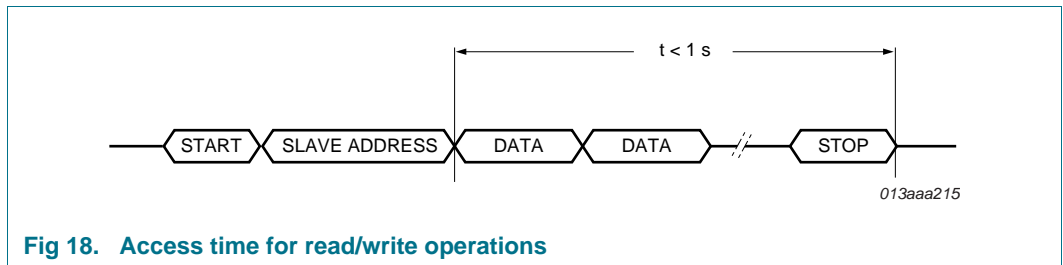 t < 1 s
START SLAVE ADDRESS DATA DATA STOP
013aaa215
Fig 18. Access time for read/write operations